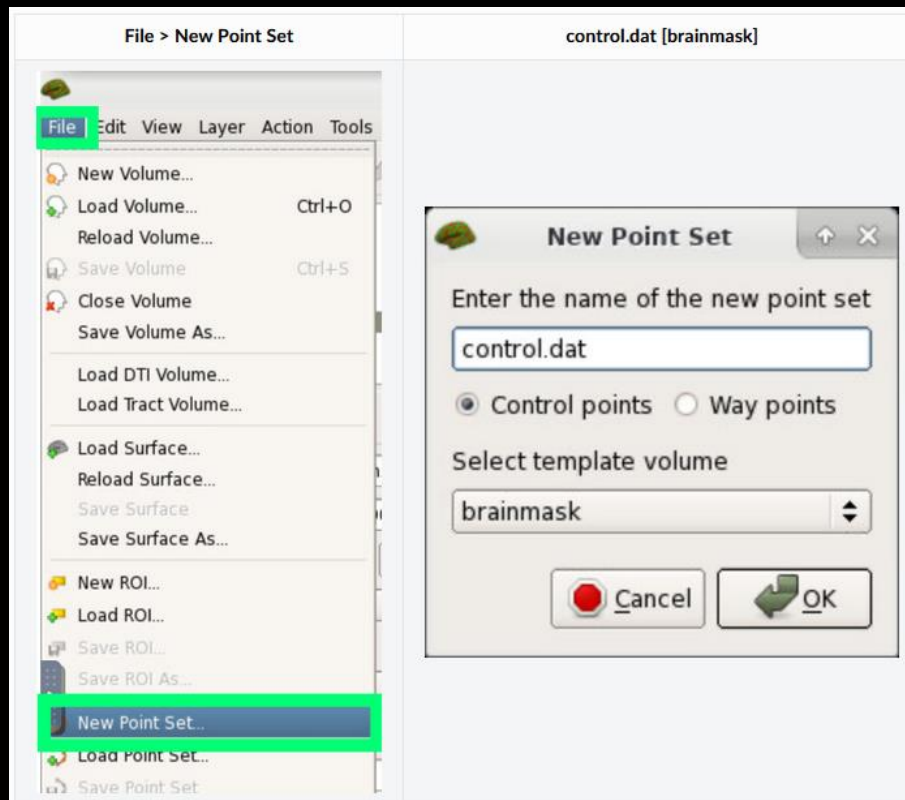 File > New Point Set
control.dat [brainmask]
File Edit View Layer Action Tools
New Volume...
Load Volume... Ctrl+O
Reload Volume...
Save Volume Ctrl+S
Close Volume
Save Volume As...
Load DTI Volume...
Load Tract Volume...
Load Surface...
Reload Surface...
Save Surface
Save Surface As...
New ROI...
Load ROI...
Save ROI...
Save ROI As...
New Point Set...
Load Point Set...
Save Point Set
New Point Set
Enter the name of the new point set
control.dat
Control points Way points
Select template volume
brainmask
Cancel OK